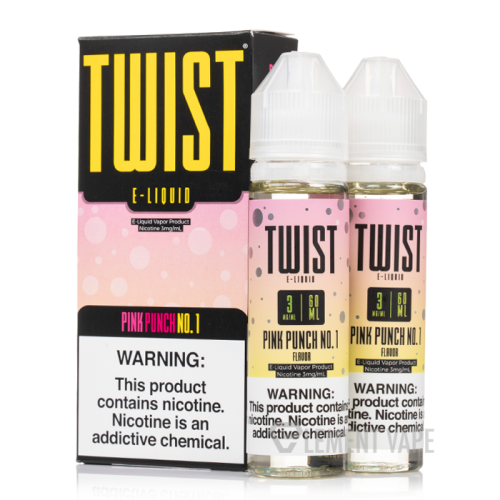 TWIST
E-LIQUID
E-Liquid Vapor Product
Nicotine 3mg/mL
PINK PUNCH NO. 1
WARNING:
This product
contains nicotine.
Nicotine is an
addictive chemical.
TWIST
E-LIQUID
3 MG/ML 60 ML
PINK PUNCH NO. 1
FLAVOR
E-Liquid Vapor Product
Nicotine 3mg/mL
WARNING:
This product
contains nicotine.
Nicotine is an
addictive chemical.
TWIST
E-LIQUID
3 MG/ML 60 ML
PINK PUNCH NO. 1
FLAVOR
E-Liquid Vapor Product
Nicotine 3mg/mL
WARNING:
This product
contains nicotine.
Nicotine is an
addictive chemical.
ELEMENT VAPE